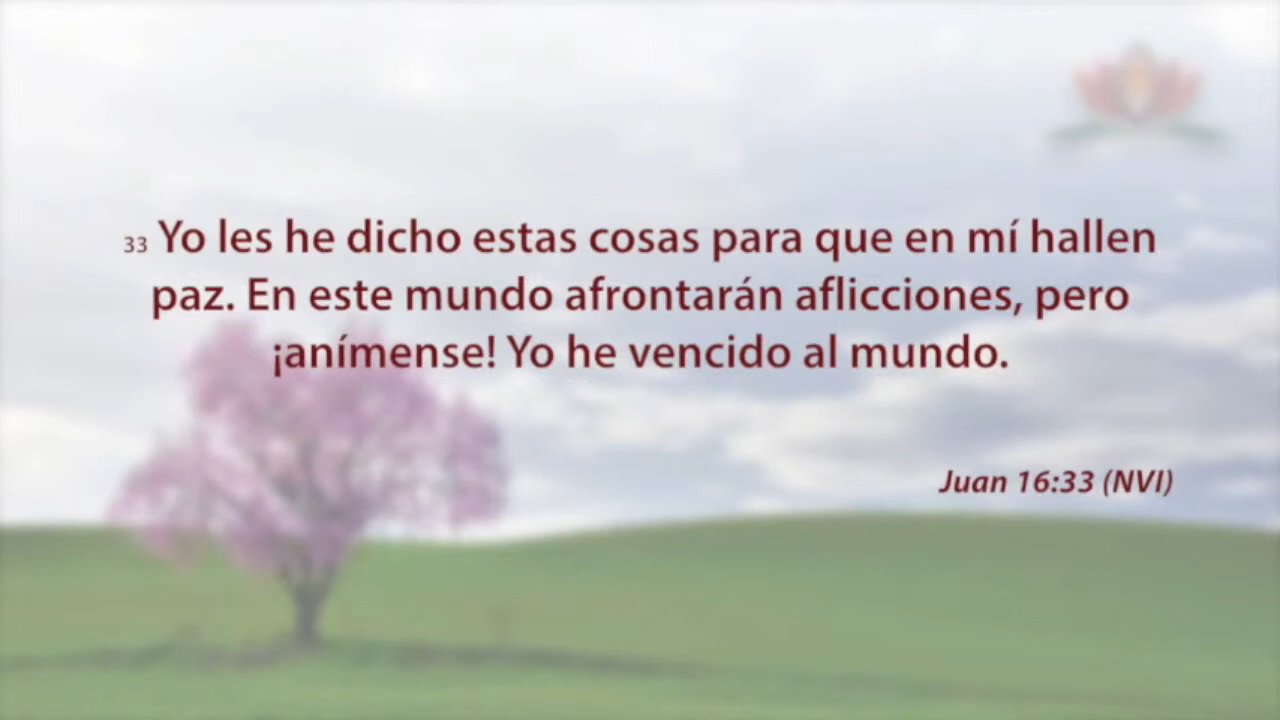 33 Yo les he dicho estas cosas para que en mí hallen
paz. En este mundo afrontarán aflicciones, pero
¡anímense! Yo he vencido al mundo.
Juan 16:33 (NVI)